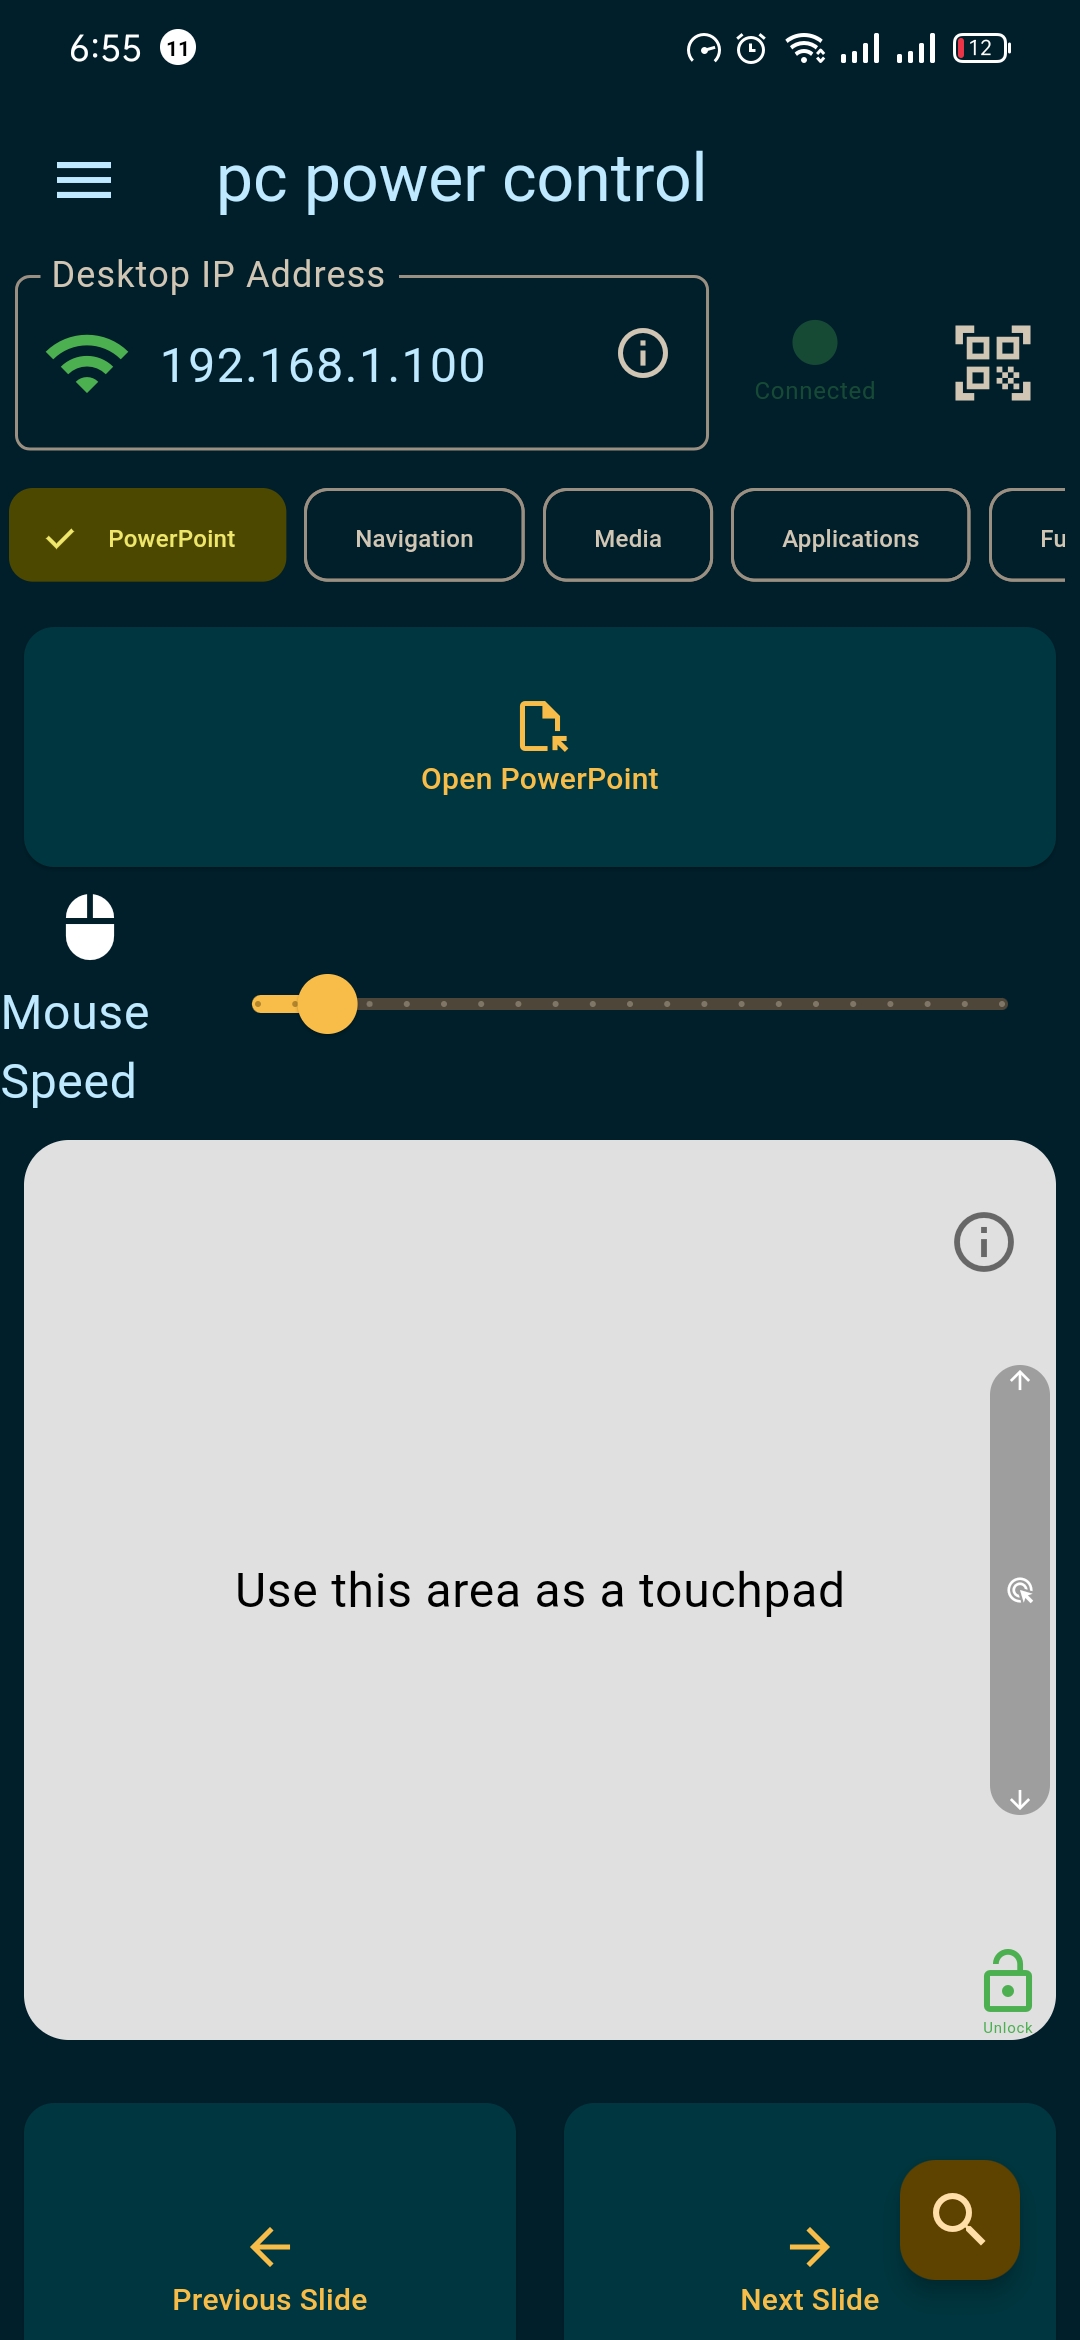 6:55 11 12
pc power control
Desktop IP Address
192.168.1.100
Connected
PowerPoint Navigation Media Applications Fu
Open PowerPoint
Mouse
Speed
Use this area as a touchpad
Unlock
Previous Slide Next Slide